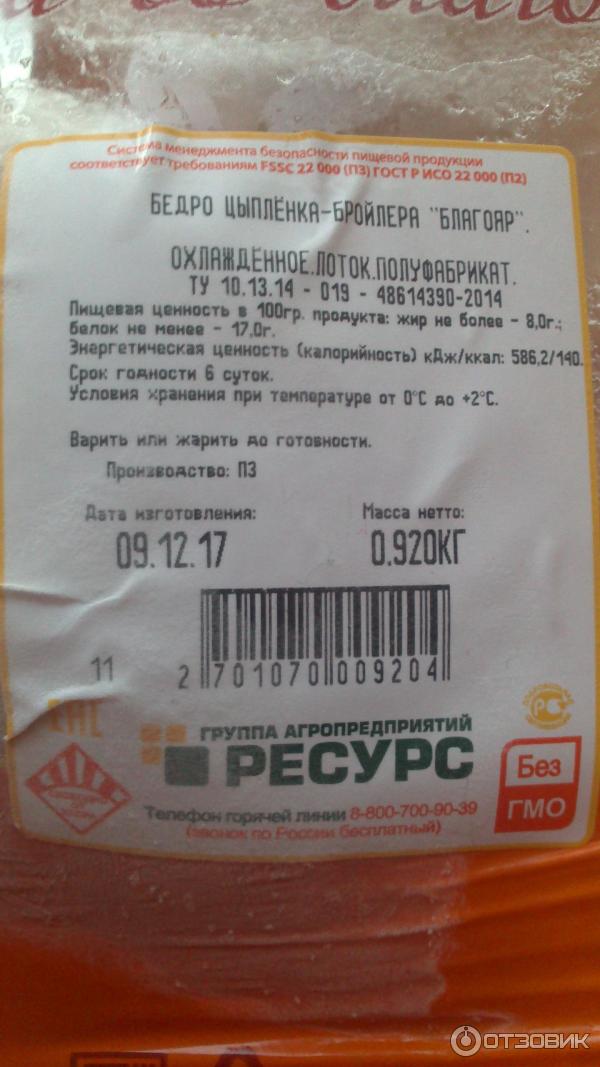 Система менеджмента безопасности пищевой продукции
соответствует требованиям FSSC 22 000 (П3) ГОСТ Р ИСО 22 000 (П2)
БЕДРО ЦЫПЛЁНКА-БРОЙЛЕРА "БЛАГОЯР".
ОХЛАЖДЁННОЕ.ЛОТОК.ПОЛУФАБРИКАТ.
ТУ 10.13.14 - 019 - 48614390-2014
Пищевая ценность в 100гр. продукта: жир не более - 8,0г.;
Белок не менее - 17,0г.
Энергетическая ценность (калорийность) кДж/ккал: 586,2/140.
Срок годности 6 суток.
Условия хранения при температуре от 0°С до +2°С.
Варить или жарить до готовности.
Производство: П3
Дата изготовления: Масса нетто:
09.12.17 0.920КГ
11 2 701070 009204
ЕАС
ГРУППА АГРОПРЕДПРИЯТИЙ
РЕСУРС
РС
Без
ГМО
Телефон горячей линии 8-800-700-90-39
(звонок по России бесплатный)
ОТЗОВИК